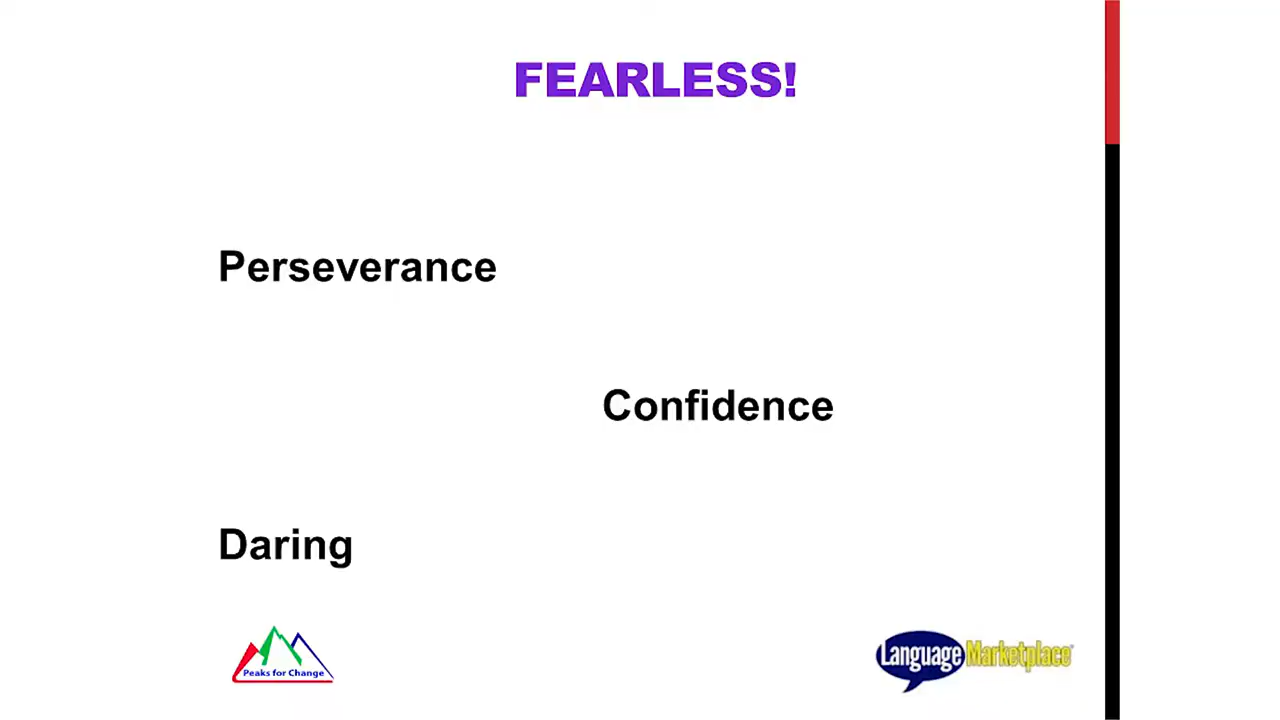 FEARLESS!
Perseverance
Confidence
Daring
Peaks for Change
Language Marketplace